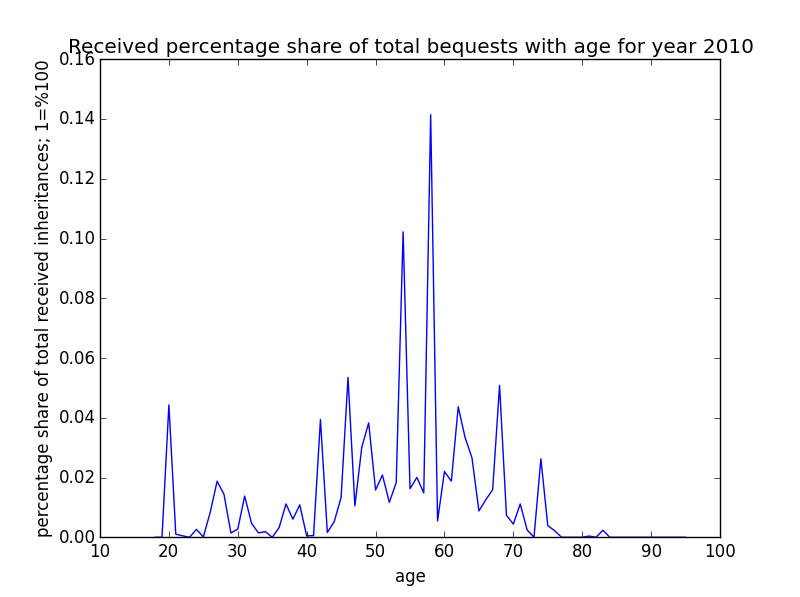 Received percentage share of total bequests with age for year 2010
percentage share of total received inheritances; 1=%100
0.16
0.14
0.12
0.10
0.08
0.06
0.04
0.02
0.00
10 20 30 40 50 60 70 80 90 100
age